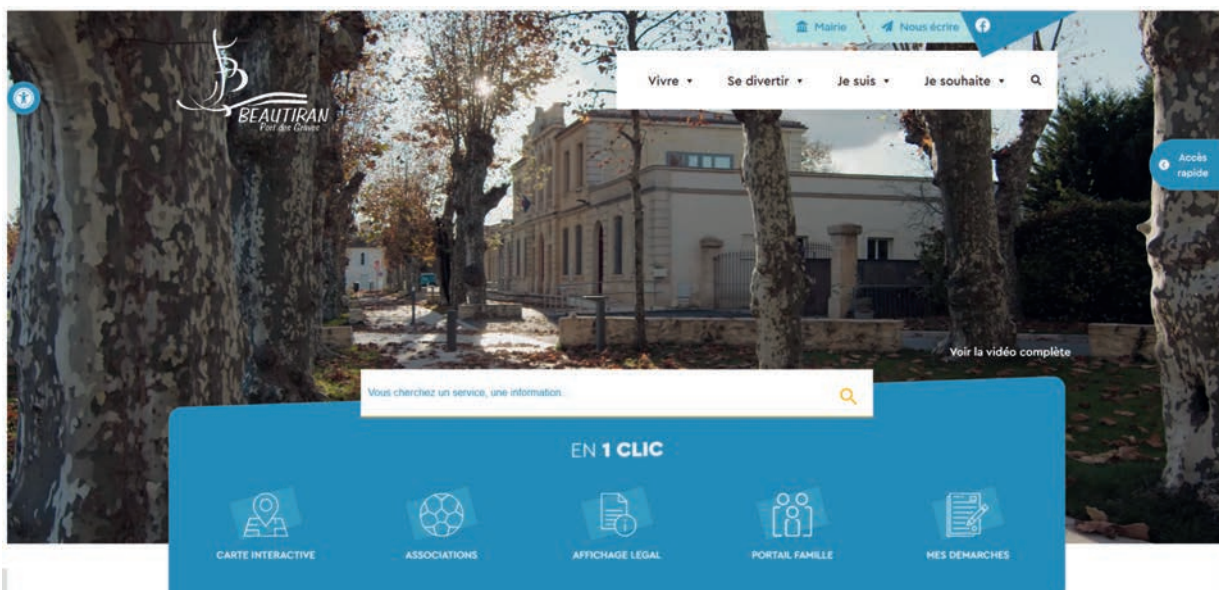 Mairie
Nous écrire
BEAUTIRAN
Port des Graves
Vivre
Se divertir
Je suis
Je souhaite
Accès
rapide
Voir la vidéo complète
Vous cherchez un service, une information...
EN 1 CLIC
CARTE INTERACTIVE
ASSOCIATIONS
AFFICHAGE LEGAL
PORTAIL FAMILLE
MES DEMARCHES